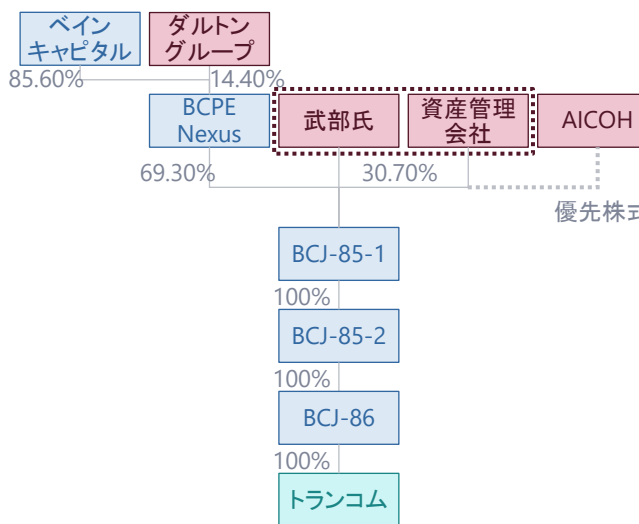 ベイン
キャピタル
ダルトン
グループ
85.60%
14.40%
BCPE
Nexus
武部氏
資産管理
会社
AICOH
69.30%
30.70%
優先株式
BCJ-85-1
100%
BCJ-85-2
100%
BCJ-86
100%
トランコム